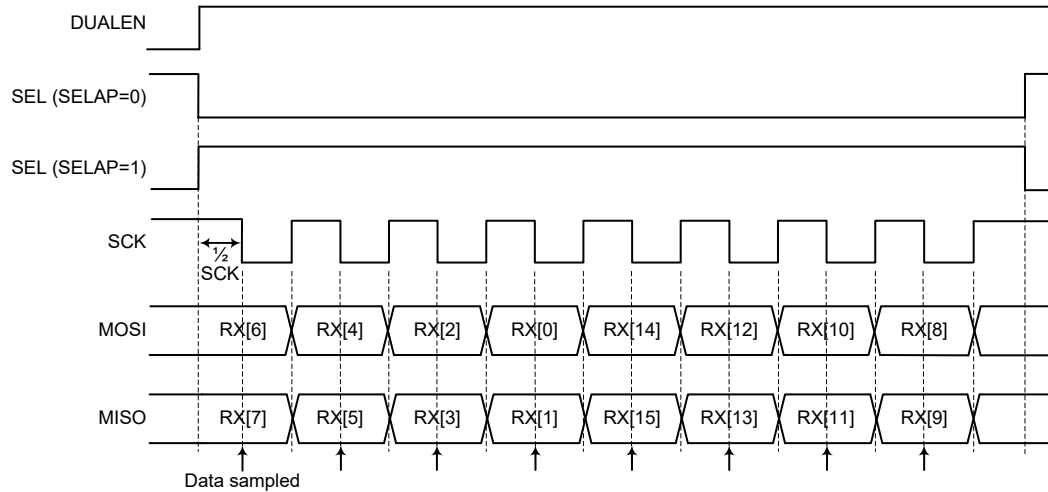 DUALEN
SEL (SELAP=0)
SEL (SELAP=1)
SCK
½
SCK
MOSI RX[6] RX[4] RX[2] RX[0] RX[14] RX[12] RX[10] RX[8]
MISO RX[7] RX[5] RX[3] RX[1] RX[15] RX[13] RX[11] RX[9]
Data sampled